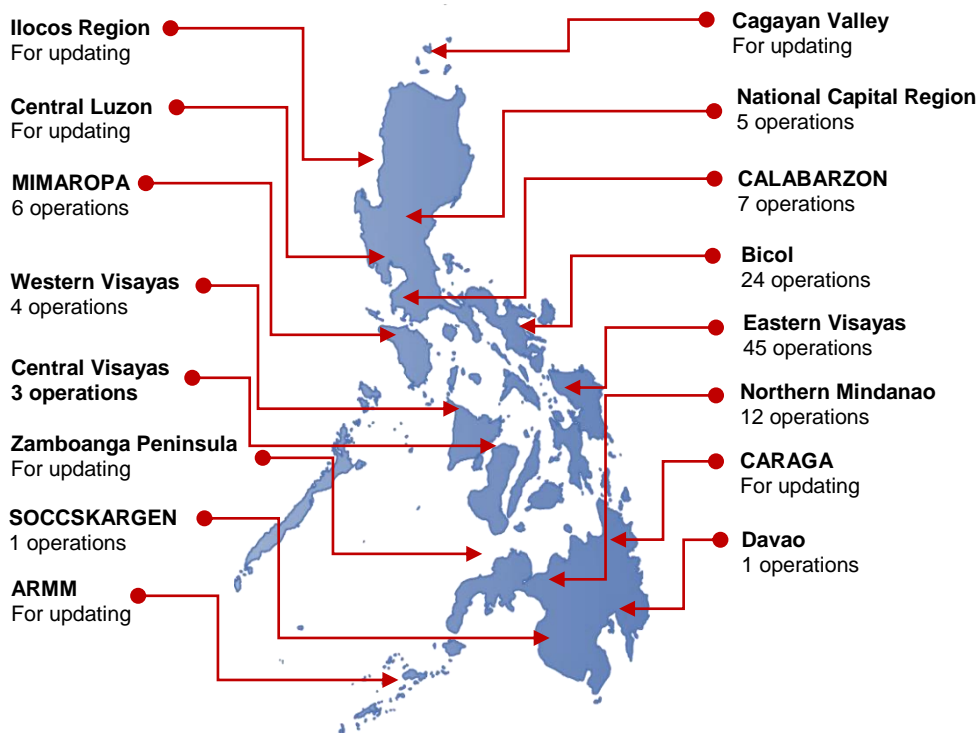 Ilocos Region
For updating
Central Luzon
For updating
MIMAROPA
6 operations
Western Visayas
4 operations
Central Visayas
3 operations
Zamboanga Peninsula
For updating
SOCCSKARGEN
1 operations
ARMM
For updating
Cagayan Valley
For updating
National Capital Region
5 operations
CALABARZON
7 operations
Bicol
24 operations
Eastern Visayas
45 operations
Northern Mindanao
12 operations
CARAGA
For updating
Davao
1 operations